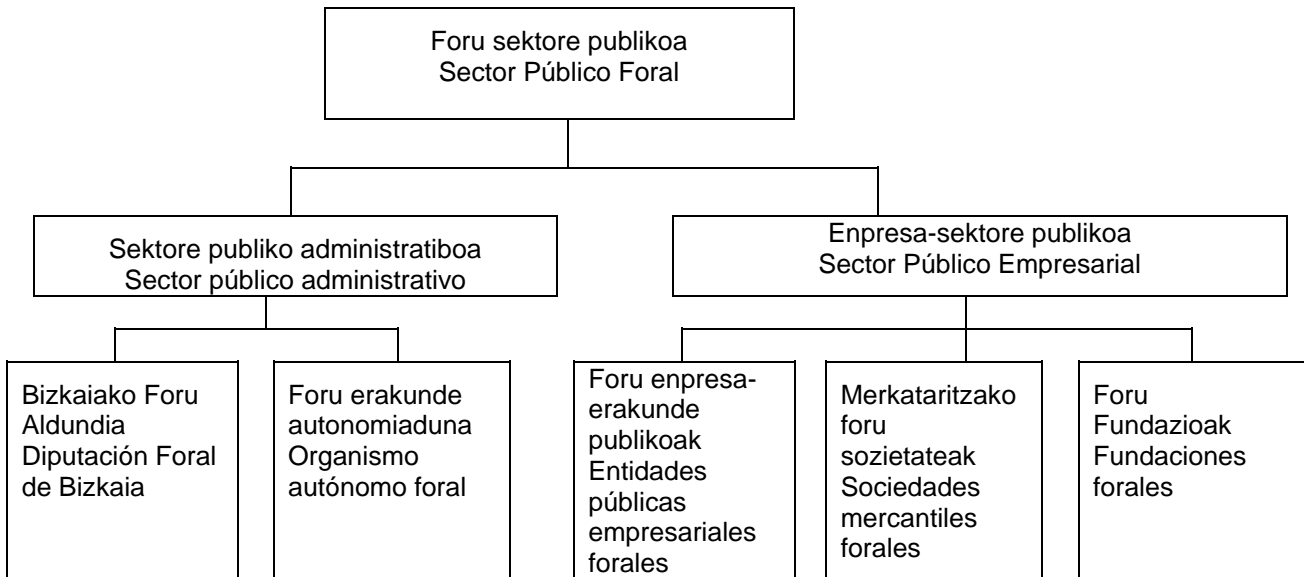 Foru sektore publikoa
Sector Público Foral
Sektore publiko administratiboa
Sector público administrativo
Enpresa-sektore publikoa
Sector Público Empresarial
Bizkaiako Foru
Aldundia
Diputación Foral
de Bizkaia
Foru erakunde
autonomiaduna
Organismo
autónomo foral
Foru enpresa-
erakunde
publikoak
Entidades
públicas
empresariales
forales
Merkataritzako
foru
sozietateak
Sociedades
mercantiles
forales
Foru
Fundazioak
Fundaciones
forales